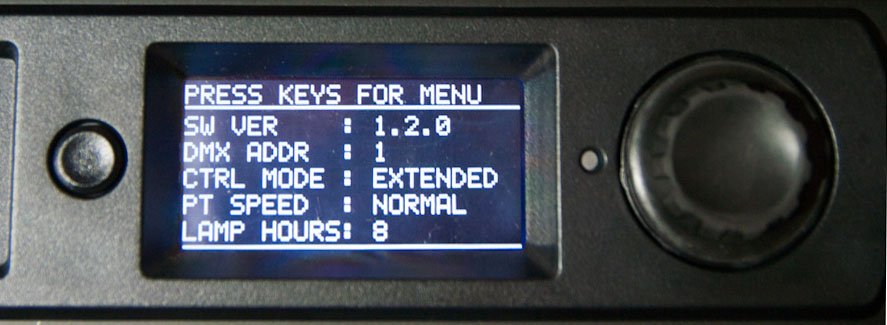 PRESS KEYS FOR MENU
SW VER : 1.2.0
DMX ADDR : 1
CTRL MODE : EXTENDED
PT SPEED : NORMAL
LAMP HOURS: 8